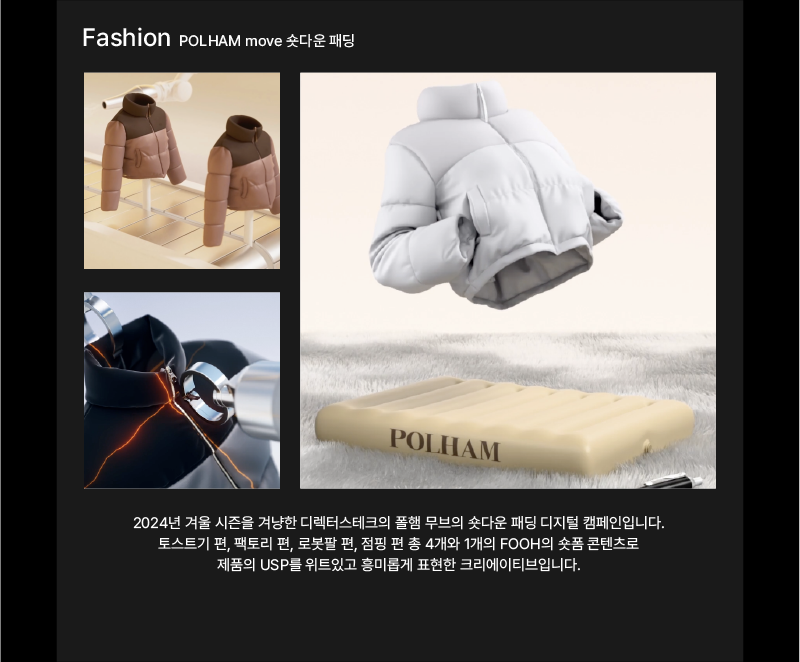 Fashion POLHAM move 숏다운 패딩
POLHAM
2024년 겨울 시즌을 겨냥한 디렉터스테크의 폴햄 무브의 숏다운 패딩 디지털 캠페인입니다.
토스트기 편, 팩토리 편, 로봇팔 편, 점핑 편 총 4개와 1개의 FOOH의 숏폼 콘텐츠로
제품의 USP를 위트있고 흥미롭게 표현한 크리에이티브입니다.